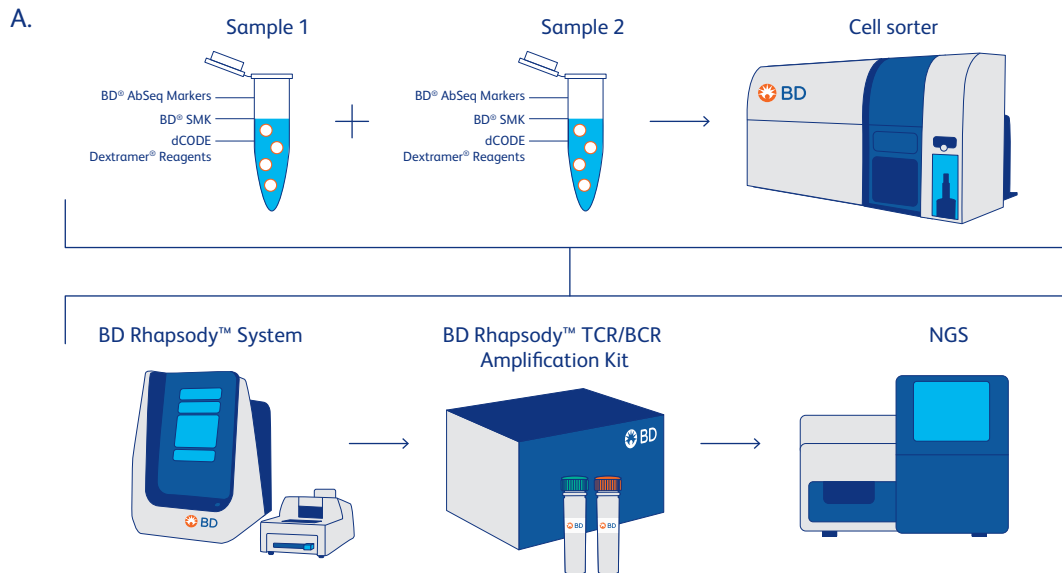 A.
Sample 1
Sample 2
Cell sorter
BD® AbSeq Markers
BD® SMK
dCODE
Dextramer® Reagents
BD® AbSeq Markers
BD® SMK
dCODE
Dextramer® Reagents
BD
BD Rhapsody™ System
BD Rhapsody™ TCR/BCR
Amplification Kit
NGS
BD
BD
BD
BD